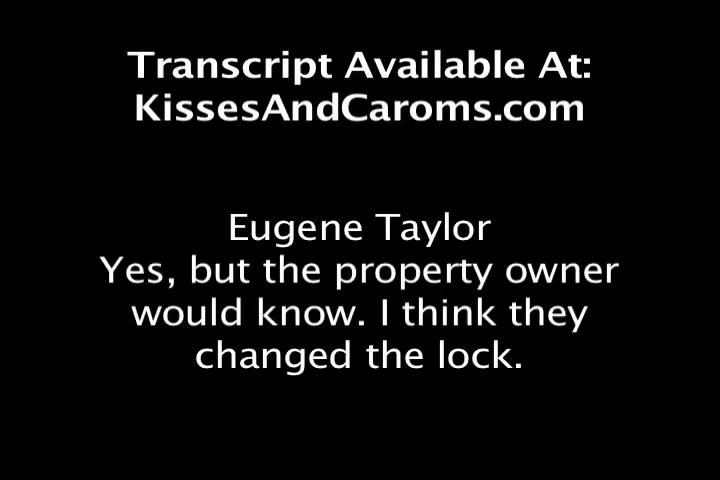 Transcript Available At:
KissesAndCaroms.com
Eugene Taylor
Yes, but the property owner
would know. I think they
changed the lock.